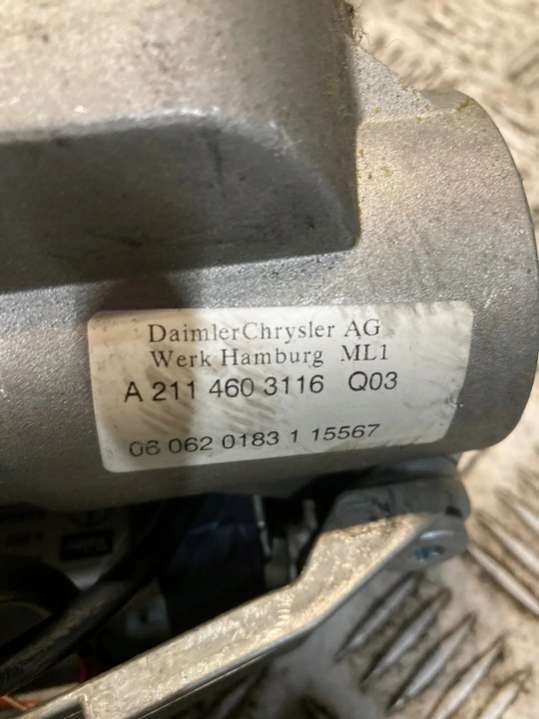 DaimlerChrysler AG
Werk Hamburg ML1
A 211 460 3116 Q03
06 062 0183 1 15567